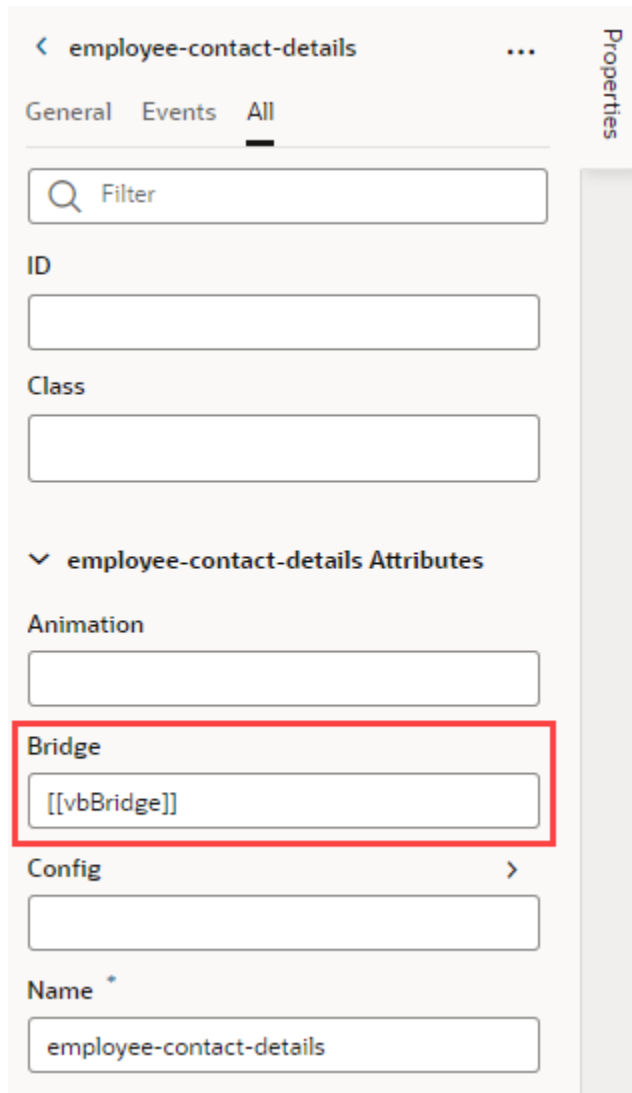 employee-contact-details
...
Properties
General Events All
Filter
ID
Class
employee-contact-details Attributes
Animation
Bridge
[[vbBridge]]
Config
Name *
employee-contact-details